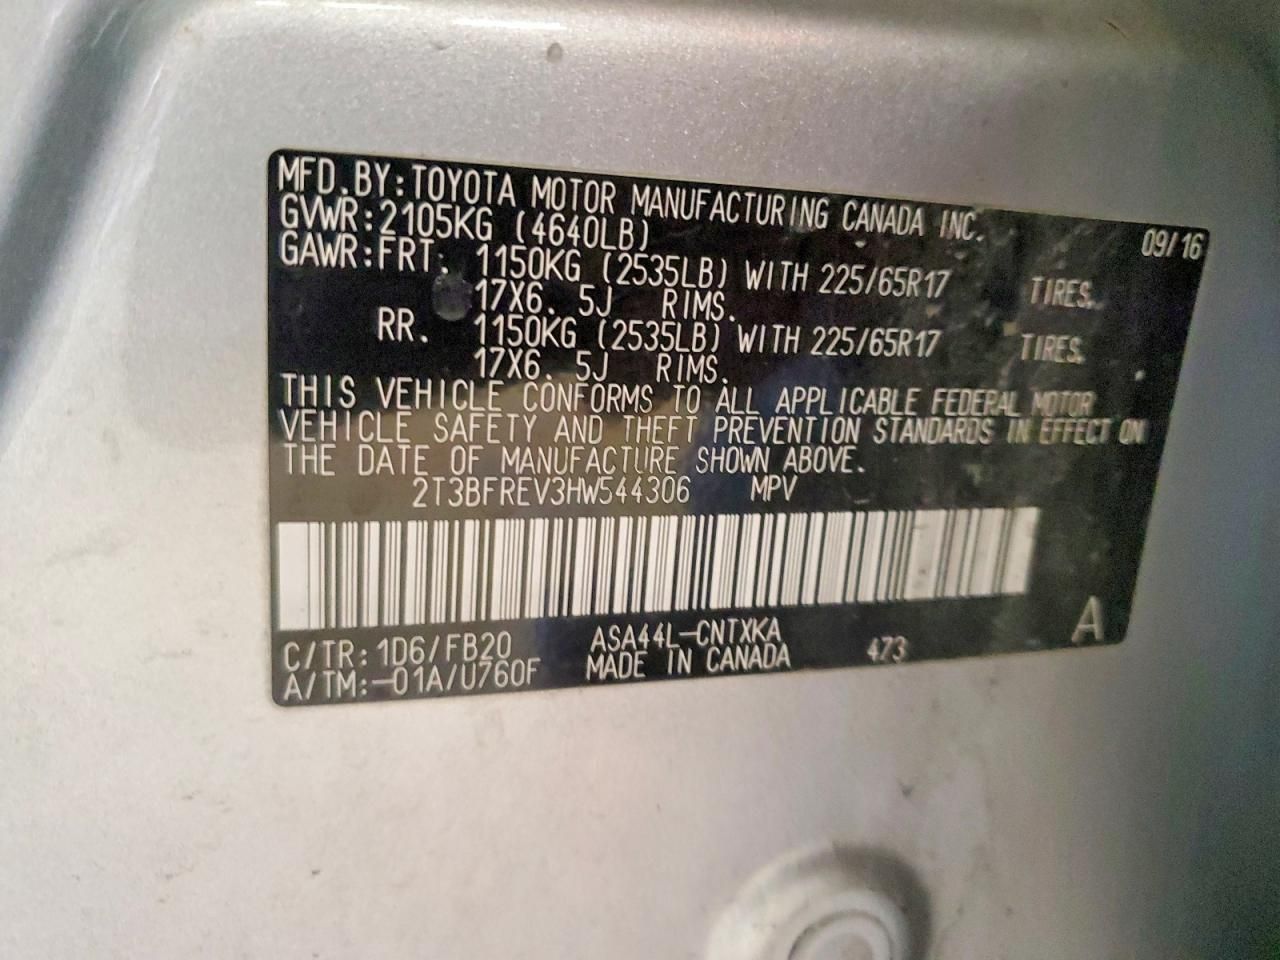 MFD.BY:TOYOTA MOTOR MANUFACTURING CANADA INC.
GVWR:2105KG (4640LB) 09/16
GAWR:FRT. 1150KG (2535LB) WITH 225/65R17 TIRES.
17X6. 5J RIMS.
RR. 1150KG (2535LB) WITH 225/65R17 TIRES.
17X6. 5J RIMS.
THIS VEHICLE CONFORMS TO ALL APPLICABLE FEDERAL MOTOR
VEHICLE SAFETY AND THEFT PREVENTION STANDARDS IN EFFECT ON
THE DATE OF MANUFACTURE SHOWN ABOVE.
2T3BFREV3HW544306 MPV
C/TR:1D6/FB20 ASA44L-CNTXKA 473 A
A/TM:-01A/U760F MADE IN CANADA